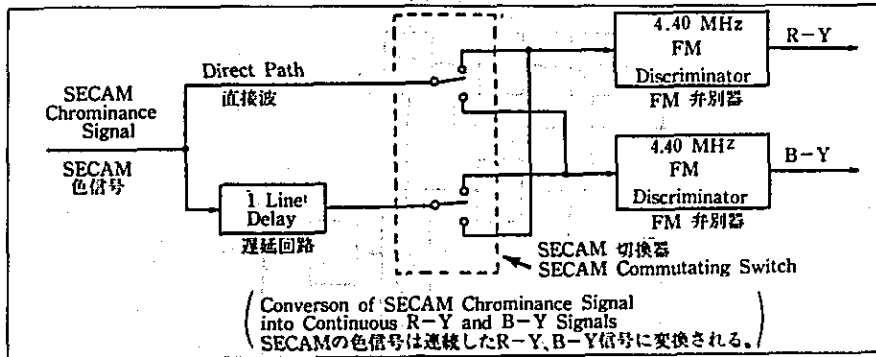 SECAM
Chrominance
Signal
SECAM
色信号
Direct Path
直接波
1 Line
Delay
遅延回路
4.40 MHz
FM
Discriminator
FM 弁別器
R-Y
4.40 MHz
FM
Discriminator
FM 弁別器
B-Y
SECAM 切換器
SECAM Commutating Switch
Converson of SECAM Chrominance Signal
into Continuous R-Y and B-Y Signals
SECAMの色信号は連続したR-Y、B-Y信号に変換される。